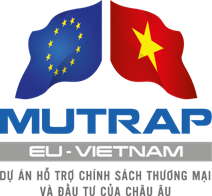 MUTRAP
EU - VIETNAM
DỰ ÁN HỖ TRỢ CHÍNH SÁCH THƯƠNG MẠI
VÀ ĐẦU TƯ CỦA CHÂU ÂU